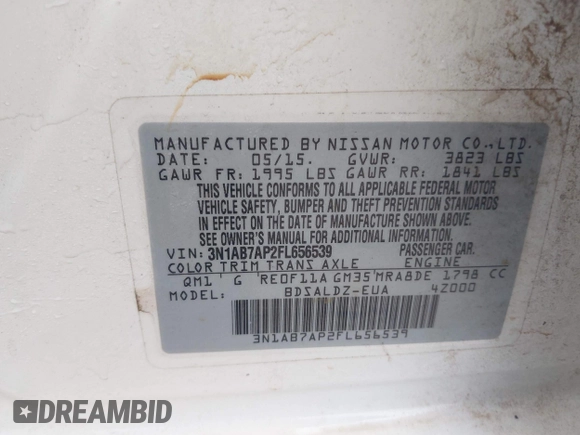 MANUFACTURED BY NISSAN MOTOR CO.,LTD.
DATE: 05/15. GVWR: 3823 LBS
GAWR FR: 1995 LBS GAWR RR: 1841 LBS
THIS VEHICLE CONFORMS TO ALL APPLICABLE FEDERAL MOTOR
VEHICLE SAFETY, BUMPER AND THEFT PREVENTION STANDARDS
IN EFFECT ON THE DATE OF MANUFACTURE SHOWN ABOVE.
SEE OWNER'S MANUAL AND SUPPLEMENTS.
VIN: 3N1AB7AP2FL656539 PASSENGER CAR.
COLOR TRIM TRANS AXLE ENGINE
QM1 G RE0F11A GM35 MRA8DE 1798 CC
MODEL: BDSALDZ-EUA 4Z000
3N1AB7AP2FL656539
DREAMBID